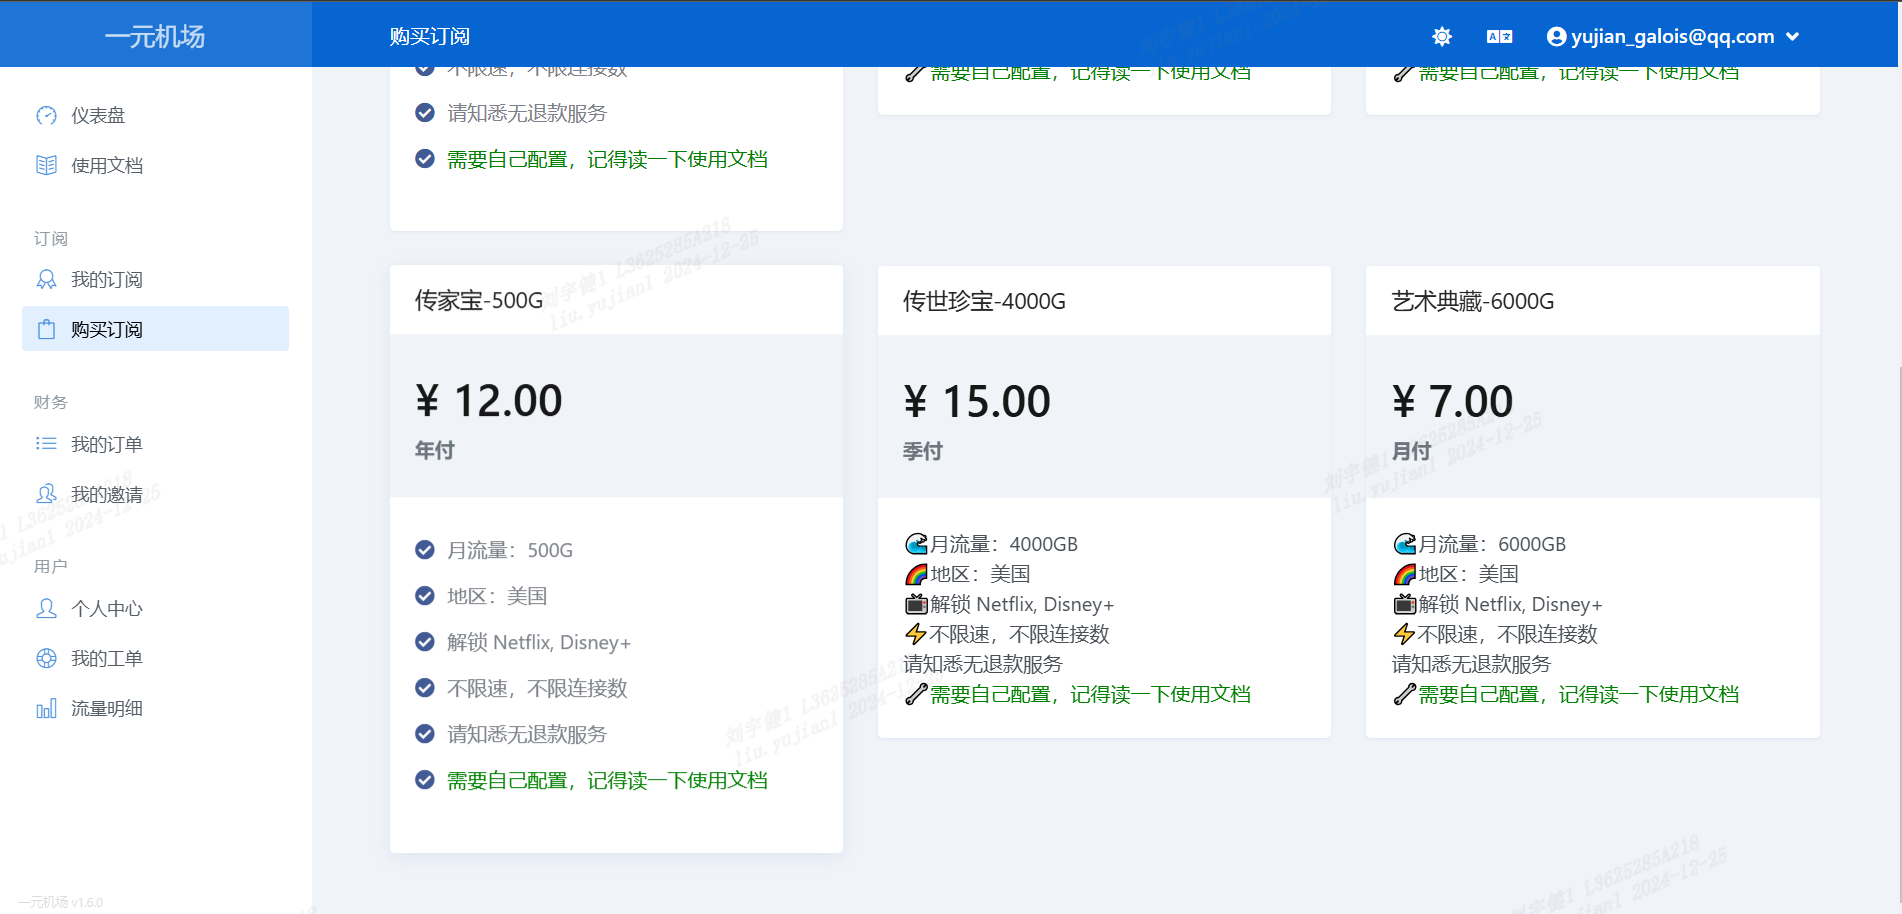 一元机场
购买订阅
yujian_galois@qq.com
仪表盘
使用文档
订阅
我的订阅
购买订阅
财务
我的订单
我的邀请
用户
个人中心
我的工单
流量明细
一元机场 v1.6.0
不限速，不限连接数
请知悉无退款服务
需要自己配置，记得读一下使用文档
需要自己配置，记得读一下使用文档
需要自己配置，记得读一下使用文档
传家宝-500G
¥ 12.00
年付
月流量：500G
地区：美国
解锁 Netflix, Disney+
不限速，不限连接数
请知悉无退款服务
需要自己配置，记得读一下使用文档
传世珍宝-4000G
¥ 15.00
季付
🌊月流量：4000GB
🌈地区：美国
📺解锁 Netflix, Disney+
⚡不限速，不限连接数
请知悉无退款服务
🔧需要自己配置，记得读一下使用文档
艺术典藏-6000G
¥ 7.00
月付
🌊月流量：6000GB
🌈地区：美国
📺解锁 Netflix, Disney+
⚡不限速，不限连接数
请知悉无退款服务
🔧需要自己配置，记得读一下使用文档
刘宇健1 L3625285A218
liu.yujian1 2024-12-25